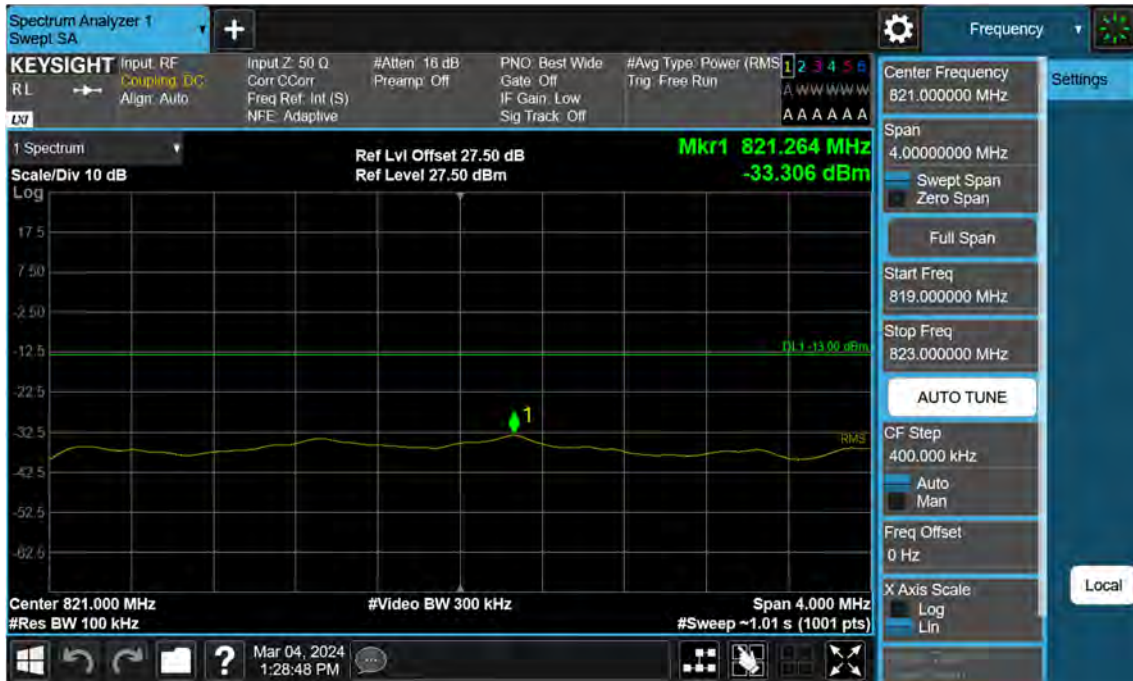 Spectrum Analyzer 1
Swept SA
+
Frequency
KEYSIGHT
RL
LXI
Input: RF
Coupling: DC
Align: Auto
Input Z: 50 Ω
Corr CCorr
Freq Ref: Int (S)
NFE: Adaptive
#Atten: 16 dB
Preamp: Off
PNO: Best Wide
Gate: Off
IF Gain: Low
Sig Track: Off
#Avg Type: Power (RMS
Trig: Free Run
1 2 3 4 5 6
A W W W W W
A A A A A A
1 Spectrum
Scale/Div 10 dB
Log
Ref Lvl Offset 27.50 dB
Ref Level 27.50 dBm
Mkr1 821.264 MHz
-33.306 dBm
17.5
7.50
-2.50
-12.5
-22.5
-32.5
-42.5
-52.5
-62.5
DL1 -13.00 dBm
1
RMS
Center 821.000 MHz
#Res BW 100 kHz
#Video BW 300 kHz
Span 4.000 MHz
#Sweep ~1.01 s (1001 pts)
Center Frequency
821.000000 MHz
Span
4.00000000 MHz
Swept Span
Zero Span
Full Span
Start Freq
819.000000 MHz
Stop Freq
823.000000 MHz
AUTO TUNE
CF Step
400.000 kHz
Auto
Man
Freq Offset
0 Hz
X Axis Scale
Log
Lin
Settings
Local
?
Mar 04, 2024
1:28:48 PM